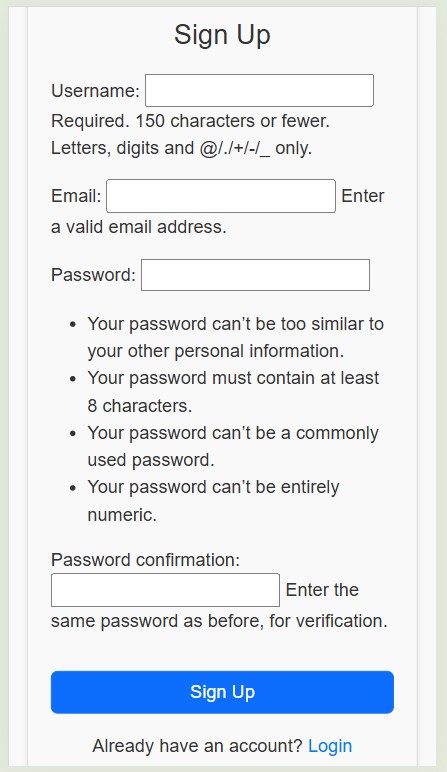 Sign Up
Username:
Required. 150 characters or fewer.
Letters, digits and @/./+/-/_ only.
Email: Enter
a valid email address.
Password:
• Your password can’t be too similar to
your other personal information.
• Your password must contain at least
8 characters.
• Your password can’t be a commonly
used password.
• Your password can’t be entirely
numeric.
Password confirmation:
Enter the
same password as before, for verification.
Sign Up
Already have an account? Login